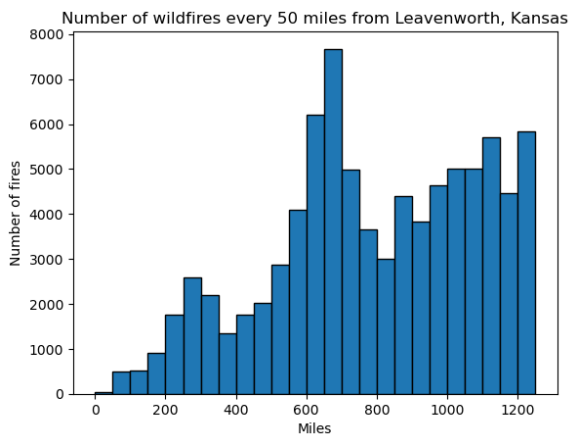 Number of wildfires every 50 miles from Leavenworth, Kansas
Number of fires
8000
7000
6000
5000
4000
3000
2000
1000
0
0 200 400 600 800 1000 1200
Miles